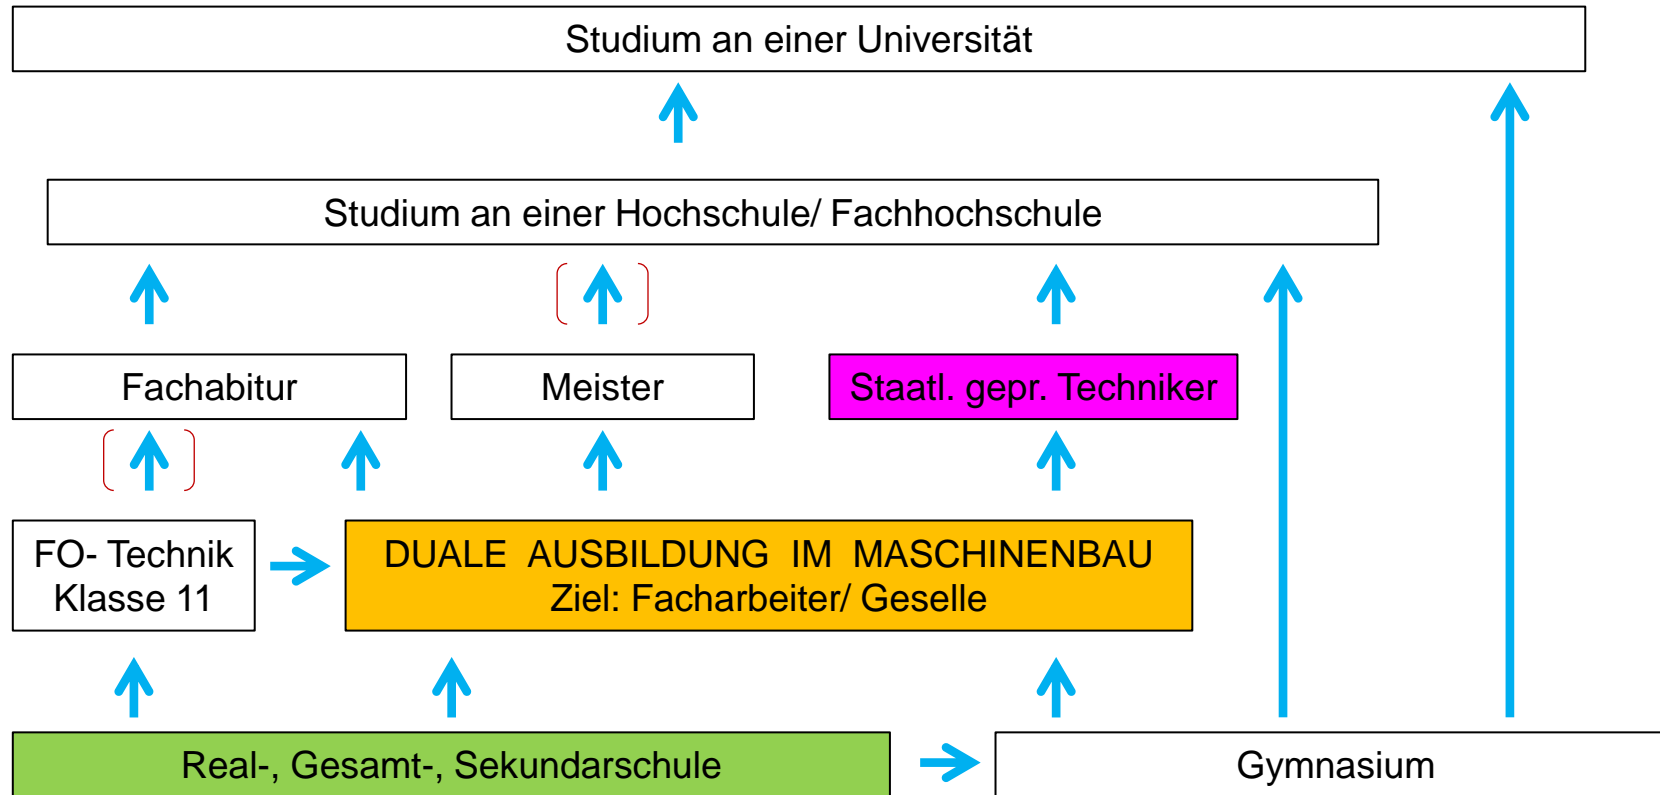 Studium an einer Universität
Studium an einer Hochschule/ Fachhochschule
Fachabitur
Meister
Staatl. gepr. Techniker
FO- Technik
Klasse 11
DUALE AUSBILDUNG IM MASCHINENBAU
Ziel: Facharbeiter/ Geselle
Real-, Gesamt-, Sekundarschule
Gymnasium